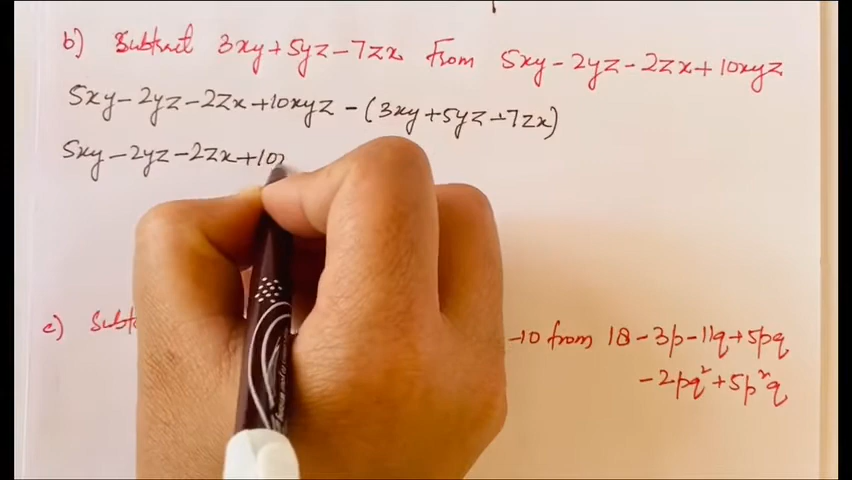 b) Subtract 3xy+5yz-7zx from 5xy-2yz-2zx+10xyz
5xy-2yz-2zx+10xyz-(3xy+5yz+7zx)
5xy-2yz-2zx+10
c) -10 from 18-3p-11q+5pq
-2pq²+5p²q